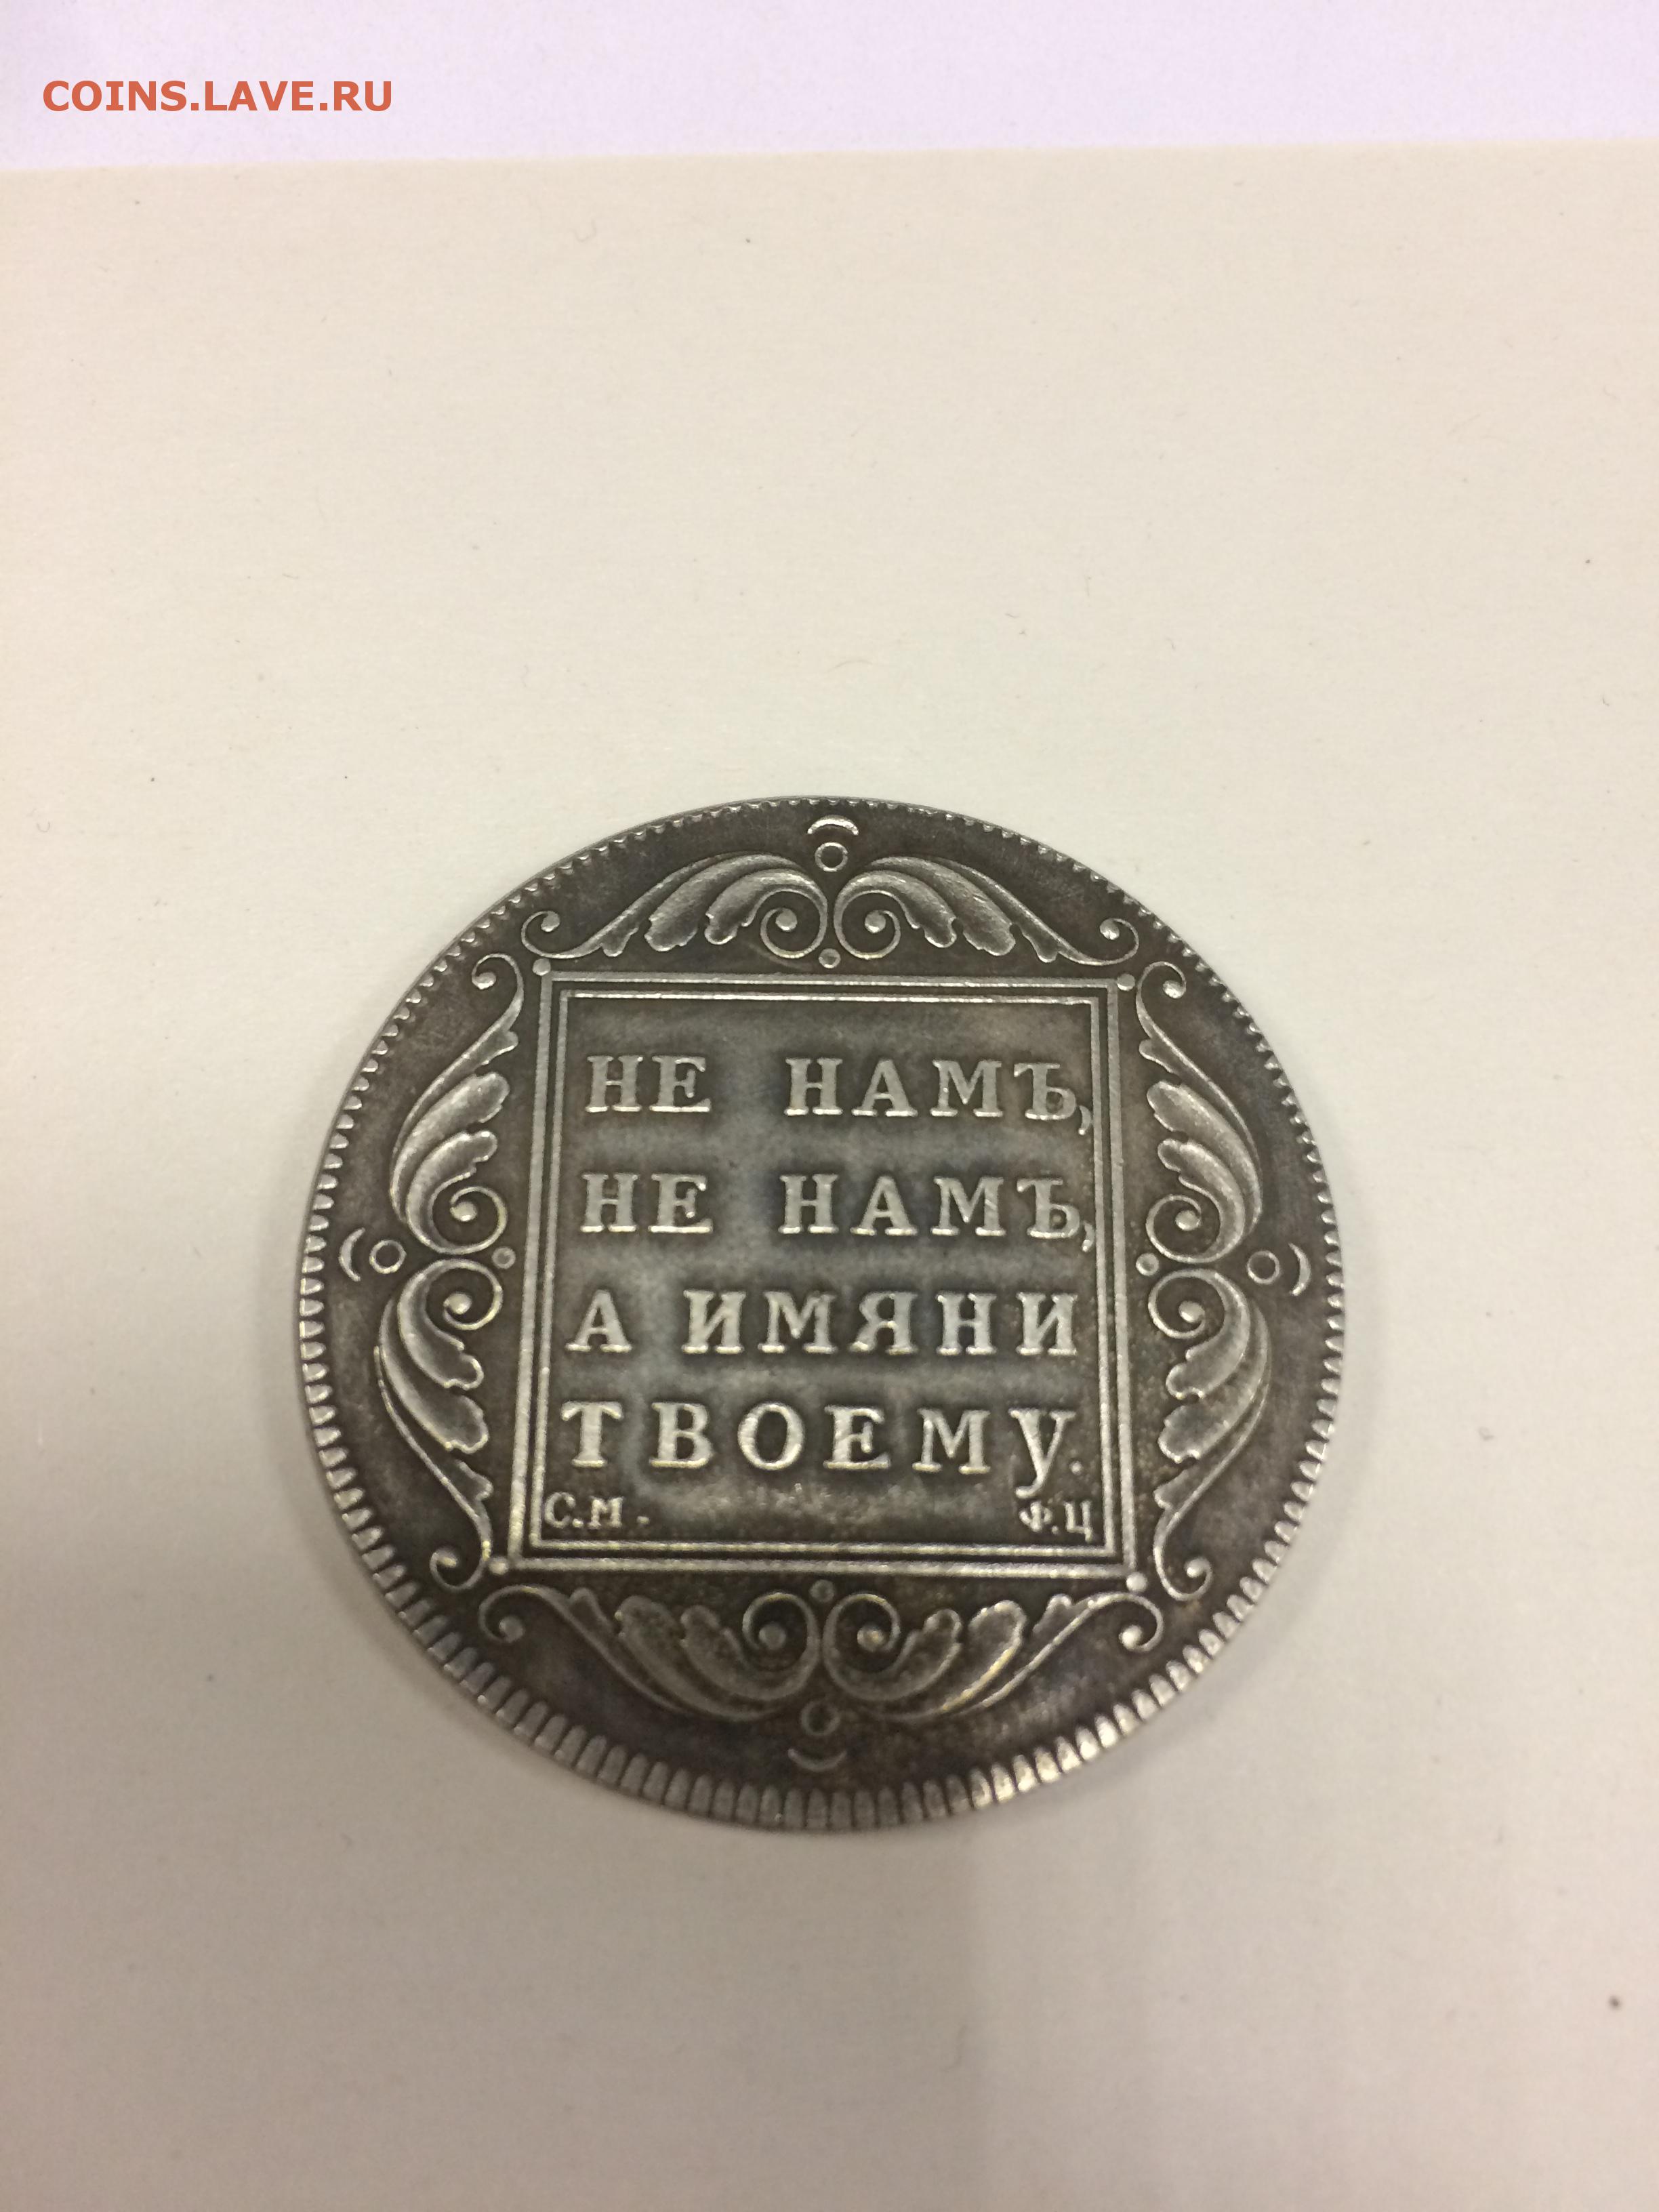 COINS.LAVE.RU
НЕ НАМЪ,
НЕ НАМЪ,
А ИМЯНИ
ТВОЕМУ.
С.М. Ф.Ц